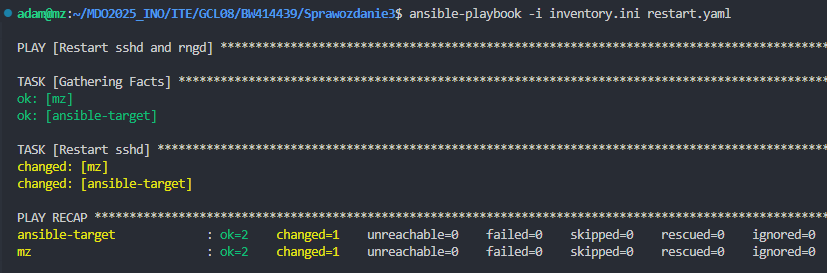 adam@mz:~/MDO2025_INO/ITE/GCL08/BW414439/Sprawozdanie3$ ansible-playbook -i inventory.ini restart.yaml
PLAY [Restart sshd and rngd] ****************************************************************************************
TASK [Gathering Facts] **********************************************************************************************
ok: [mz]
ok: [ansible-target]
TASK [Restart sshd] *************************************************************************************************
changed: [mz]
changed: [ansible-target]
PLAY RECAP **********************************************************************************************************
ansible-target : ok=2 changed=1 unreachable=0 failed=0 skipped=0 rescued=0 ignored=0
mz : ok=2 changed=1 unreachable=0 failed=0 skipped=0 rescued=0 ignored=0